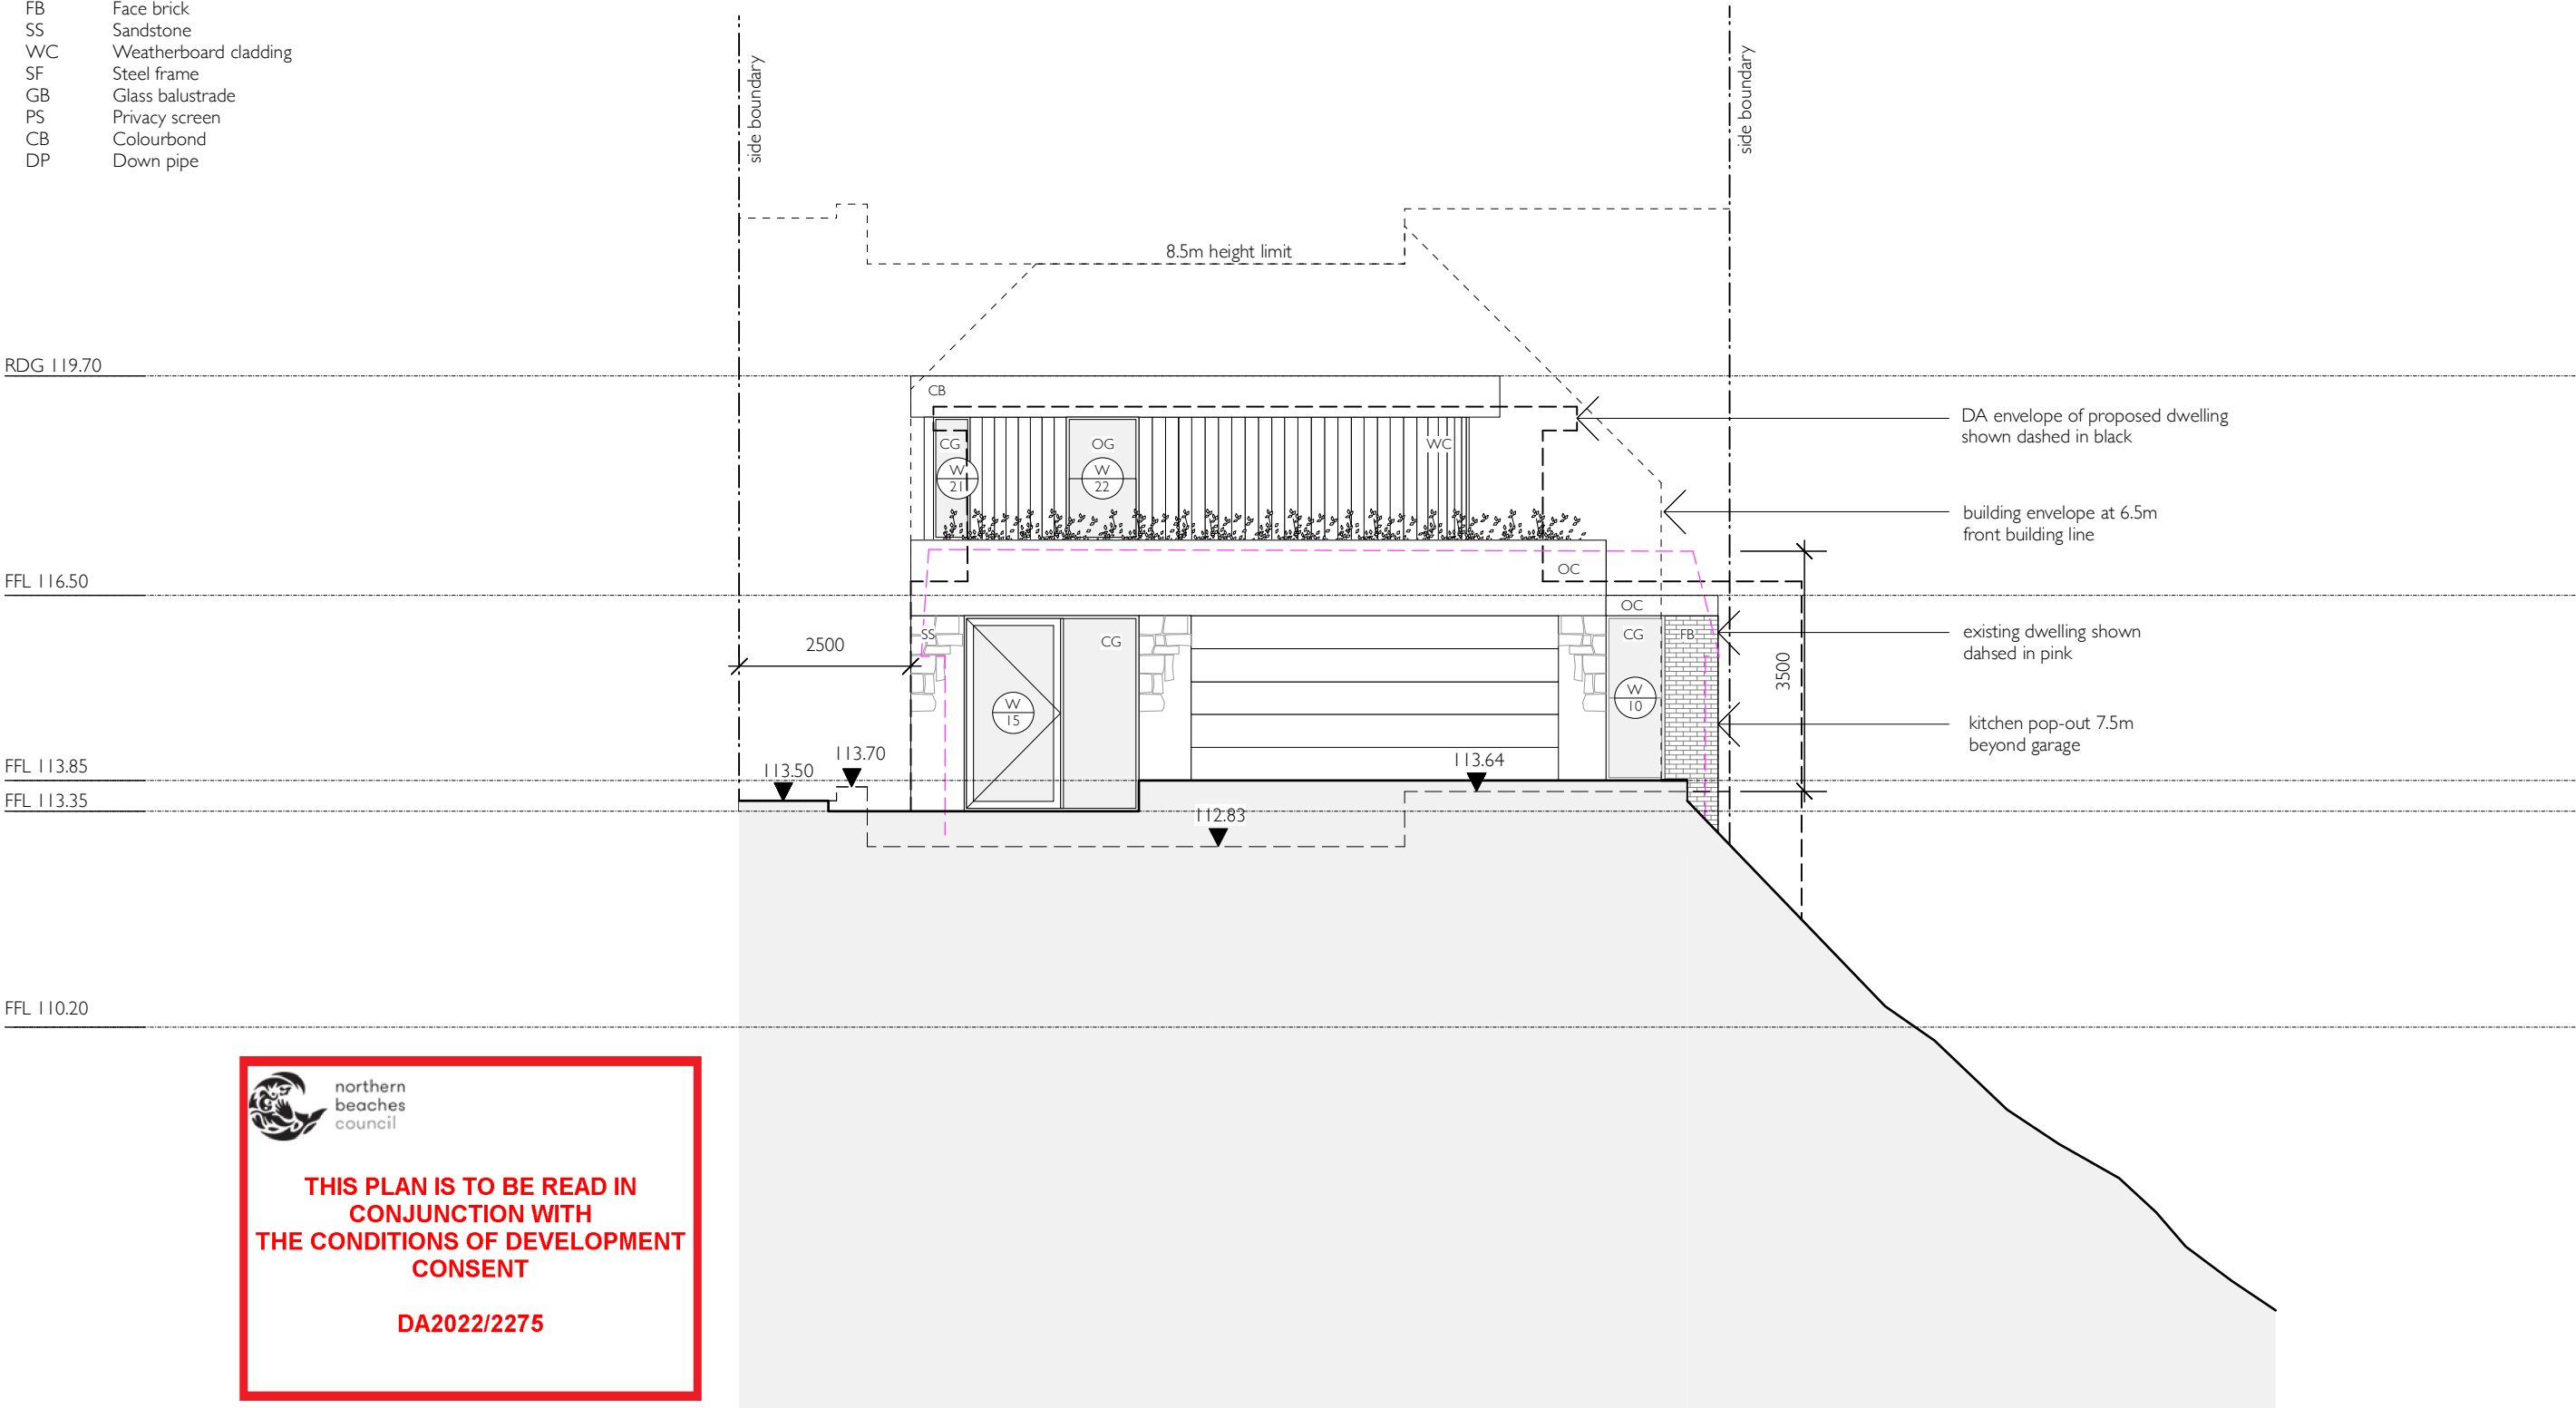 FB Face brick
SS Sandstone
WC Weatherboard cladding
SF Steel frame
GB Glass balustrade
PS Privacy screen
CB Colourbond
DP Down pipe
side boundary
side boundary
8.5m height limit
RDG 119.70
CB
DA envelope of proposed dwelling
shown dashed in black
CG
OG
WC
W
21
W
22
building envelope at 6.5m
front building line
FFL 116.50
OC
OC
2500
SS
CG
CG
FB
existing dwelling shown
dahsed in pink
3500
W
15
W
10
kitchen pop-out 7.5m
beyond garage
FFL 113.85
113.50
113.70
113.64
FFL 113.35
112.83
FFL 110.20
northern
beaches
council
THIS PLAN IS TO BE READ IN
CONJUNCTION WITH
THE CONDITIONS OF DEVELOPMENT
CONSENT
DA2022/2275